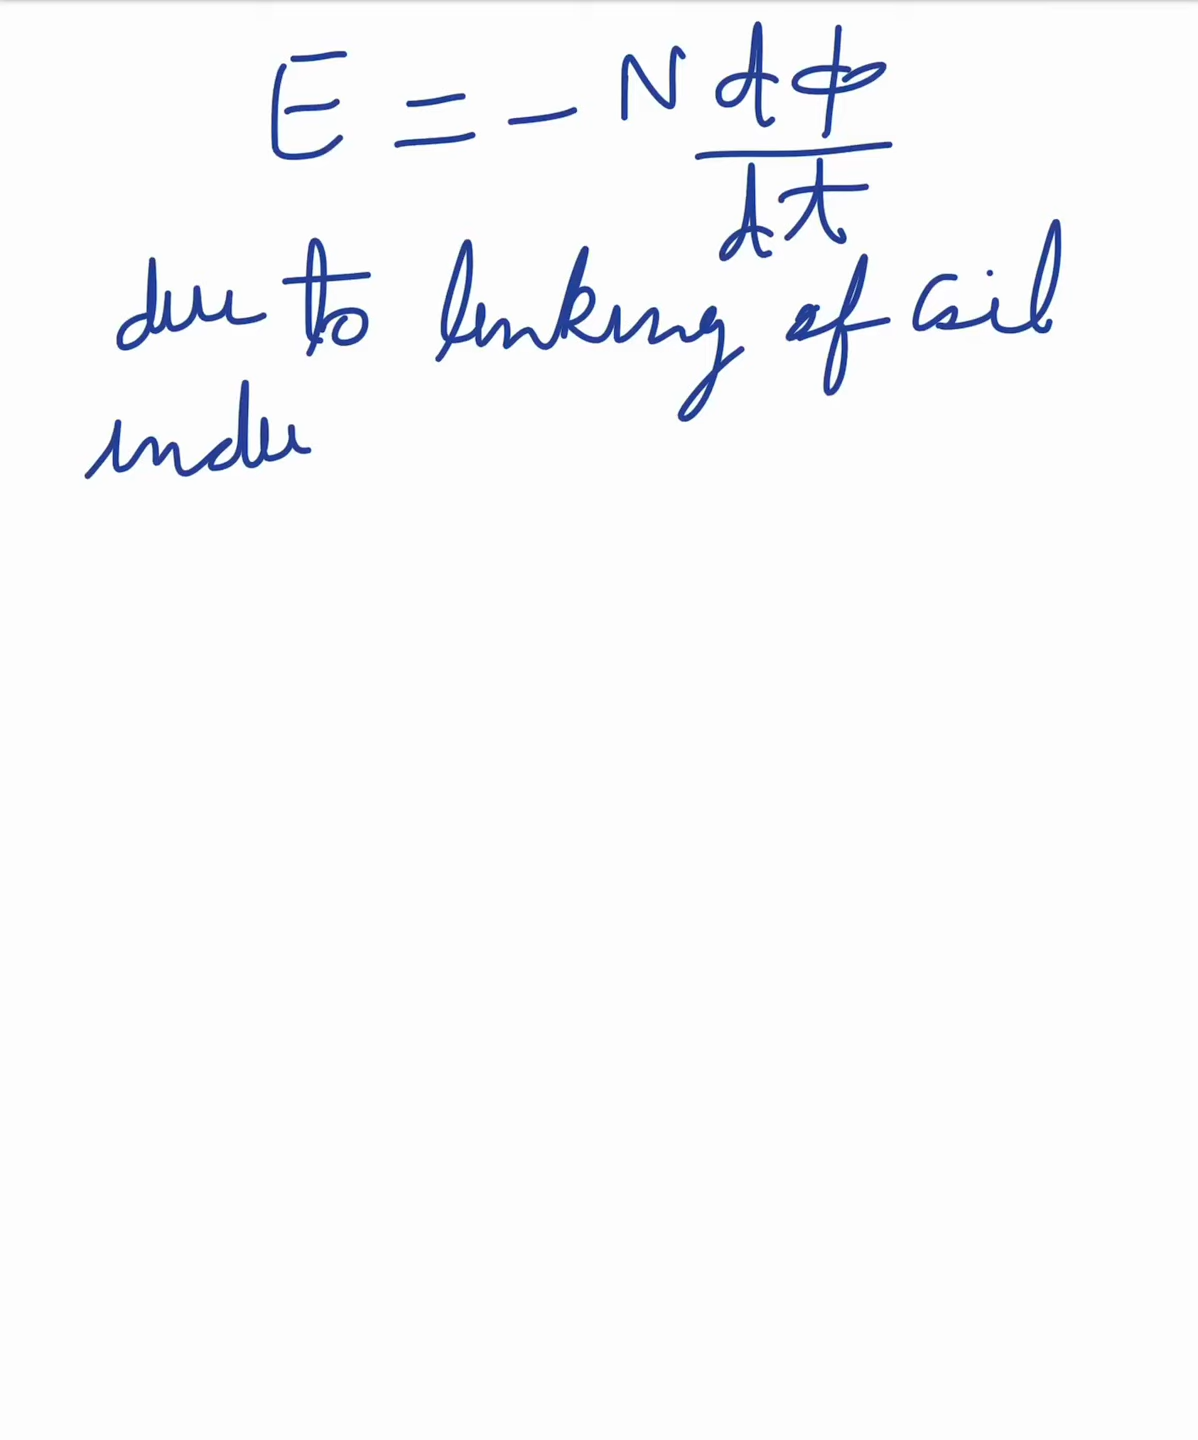 E = - N dϕ/dt
due to linking of coil
indu